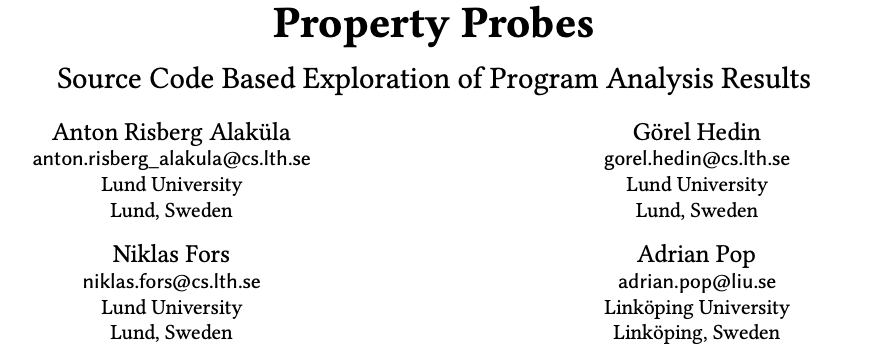 Property Probes
Source Code Based Exploration of Program Analysis Results
Anton Risberg Alaküla
anton.risberg_alakula@cs.lth.se
Lund University
Lund, Sweden
Görel Hedin
gorel.hedin@cs.lth.se
Lund University
Lund, Sweden
Niklas Fors
niklas.fors@cs.lth.se
Lund University
Lund, Sweden
Adrian Pop
adrian.pop@liu.se
Linköping University
Linköping, Sweden